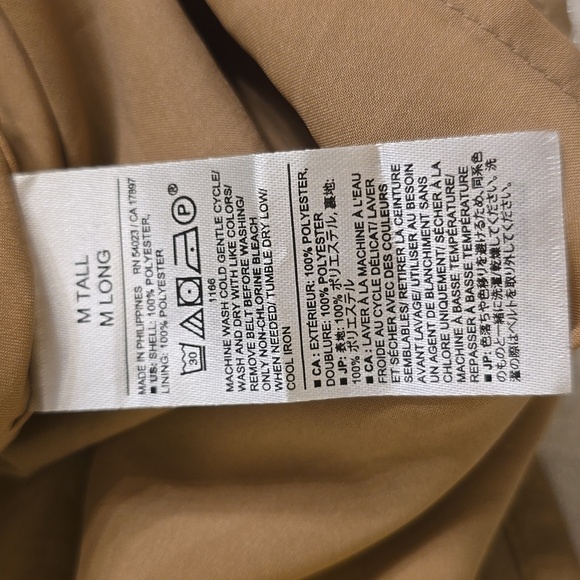 M TALL
M LONG
MADE IN PHILIPPINES RN 54023 / CA 17897
■ US: SHELL: 100% POLYESTER,
LINING: 100% POLYESTER
30 P ®
1166
MACHINE WASH COLD GENTLE CYCLE/
WASH AND DRY WITH LIKE COLORS/
REMOVE BELT BEFORE WASHING/
ONLY NON-CHLORINE BLEACH
WHEN NEEDED/ TUMBLE DRY LOW/
COOL IRON
■ CA : EXTÉRIEUR: 100% POLYESTER,
DOUBLURE: 100% POLYESTER
■ JP: 表地: 100% ポリエステル, 裏地:
100% ポリエステル
■ CA : LAVER À LA MACHINE À L'EAU
FROIDE AU CYCLE DÉLICAT/ LAVER
ET SÉCHER AVEC DES COULEURS
SEMBLABLES/ RETIRER LA CEINTURE
AVANT LAVAGE/ UTILISER AU BESOIN
UN AGENT DE BLANCHIMENT SANS
CHLORE UNIQUEMENT/ SÉCHER À LA
MACHINE À BASSE TEMPÉRATURE/
REPASSER À BASSE TEMPÉRATURE
■ JP: 色落ちや色移りを避けるため、同系色
のものと一緒に洗濯/乾燥してください。洗
濯の際はベルトを取り外してください。